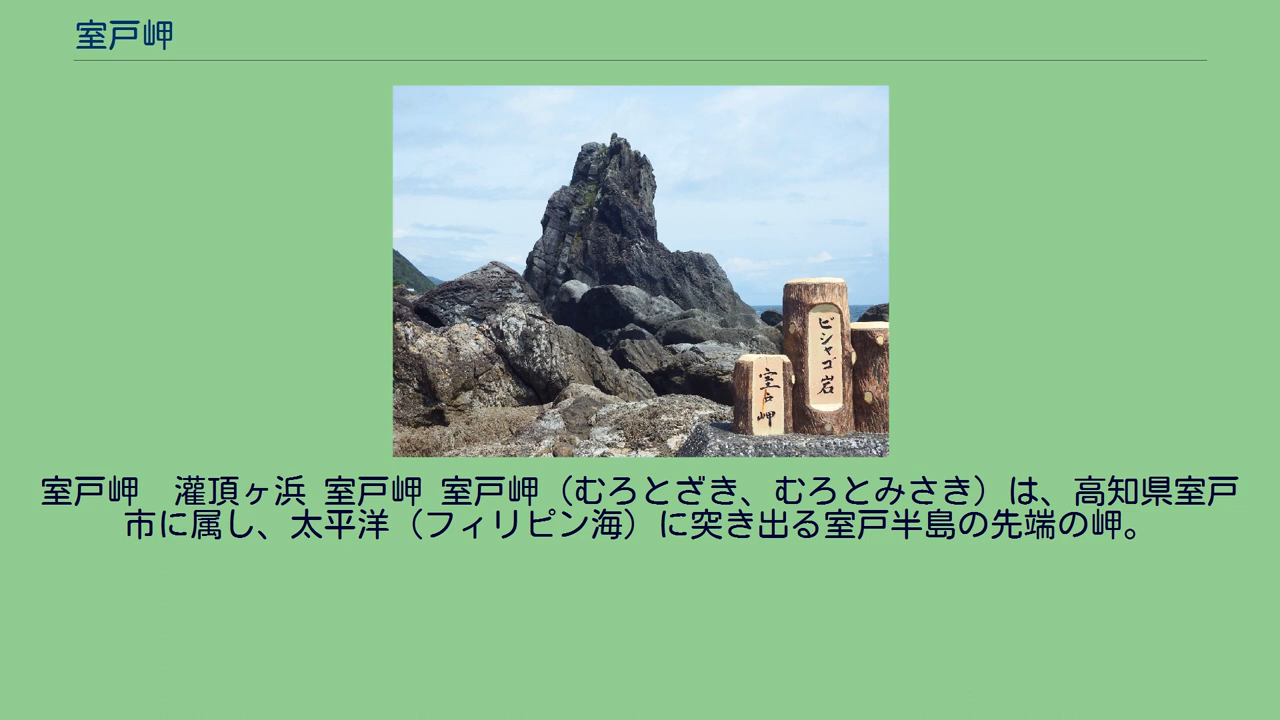 室戸岬
ビシャゴ岩
室戸岬
室戸岬　灌頂ヶ浜 室戸岬 室戸岬（むろとざき、むろとみさき）は、高知県室戸
市に属し、太平洋（フィリピン海）に突き出る室戸半島の先端の岬。